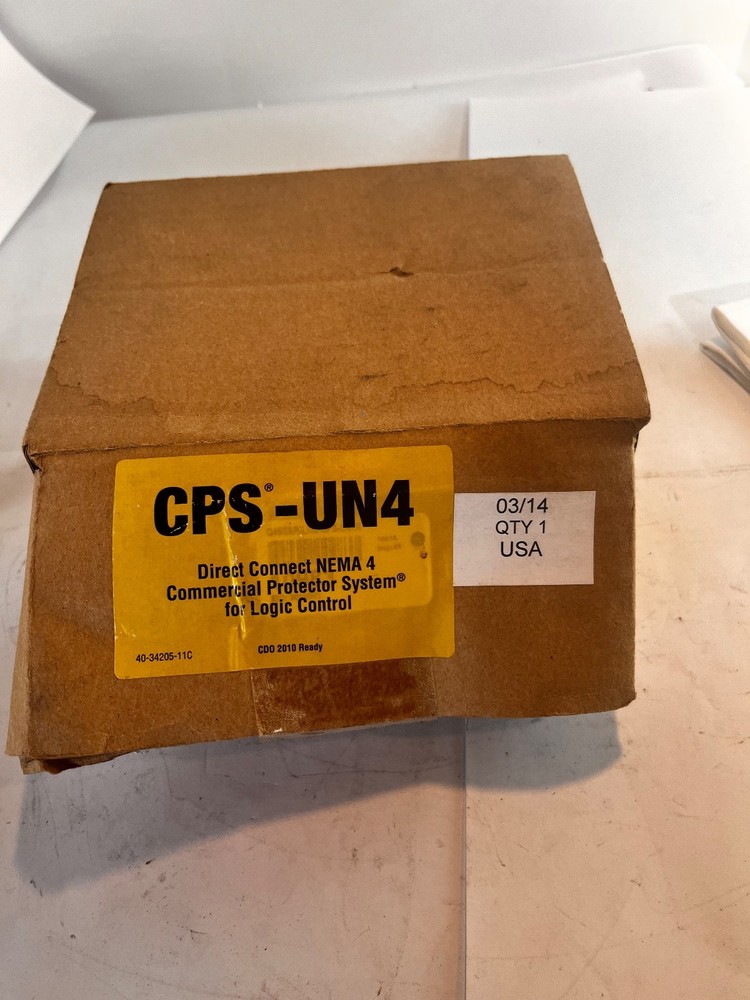 CPS®-UN4
Direct Connect NEMA 4
Commercial Protector System®
for Logic Control
40-34205-11C
CDO 2010 Ready
03/14
QTY 1
USA